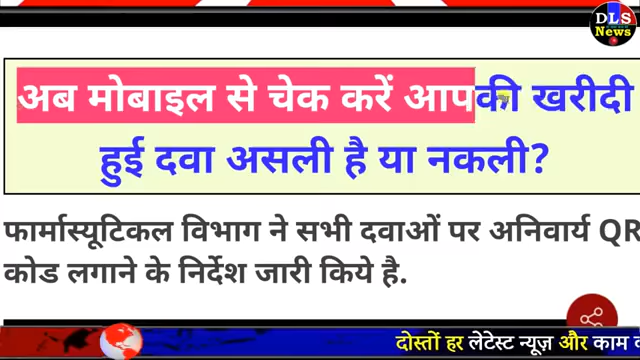 DLS
News
अब मोबाइल से चेक करें आपकी खरीदी
हुई दवा असली है या नकली?
फार्मास्यूटिकल विभाग ने सभी दवाओं पर अनिवार्य QR
कोड लगाने के निर्देश जारी किये है.
दोस्तों हर लेटेस्ट न्यूज़ और काम